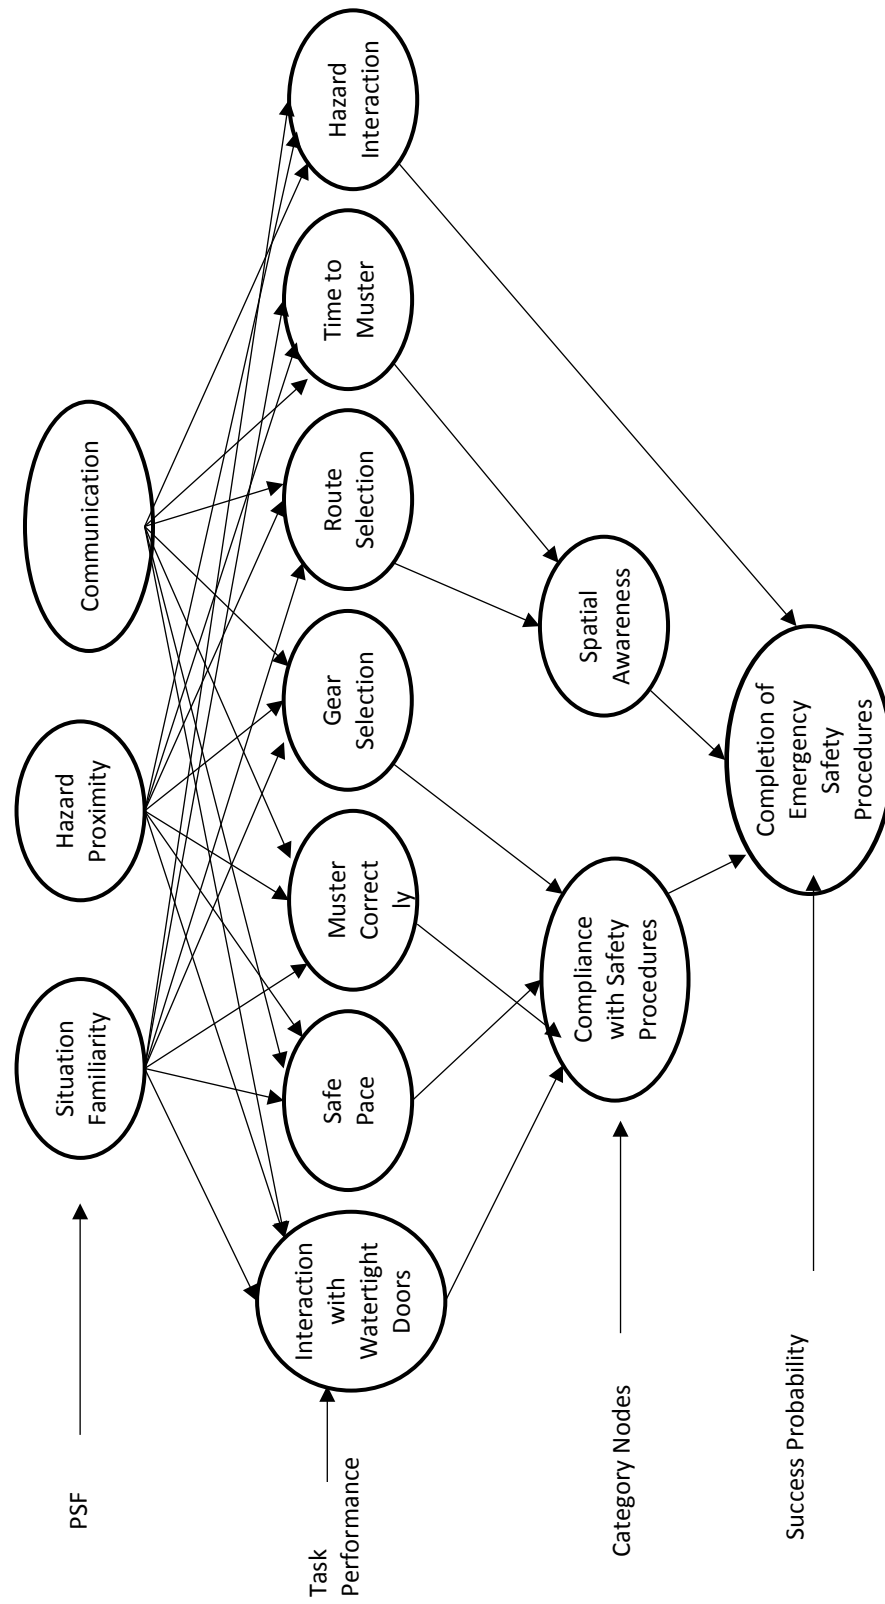 PSF
Situation
Familiarity
Hazard
Proximity
Communication
Task
Performance
Interaction
with
Watertight
Doors
Safe
Pace
Muster
Correct
ly
Gear
Selection
Route
Selection
Time to
Muster
Hazard
Interaction
Category Nodes
Compliance
with Safety
Procedures
Spatial
Awareness
Success Probability
Completion of
Emergency
Safety
Procedures